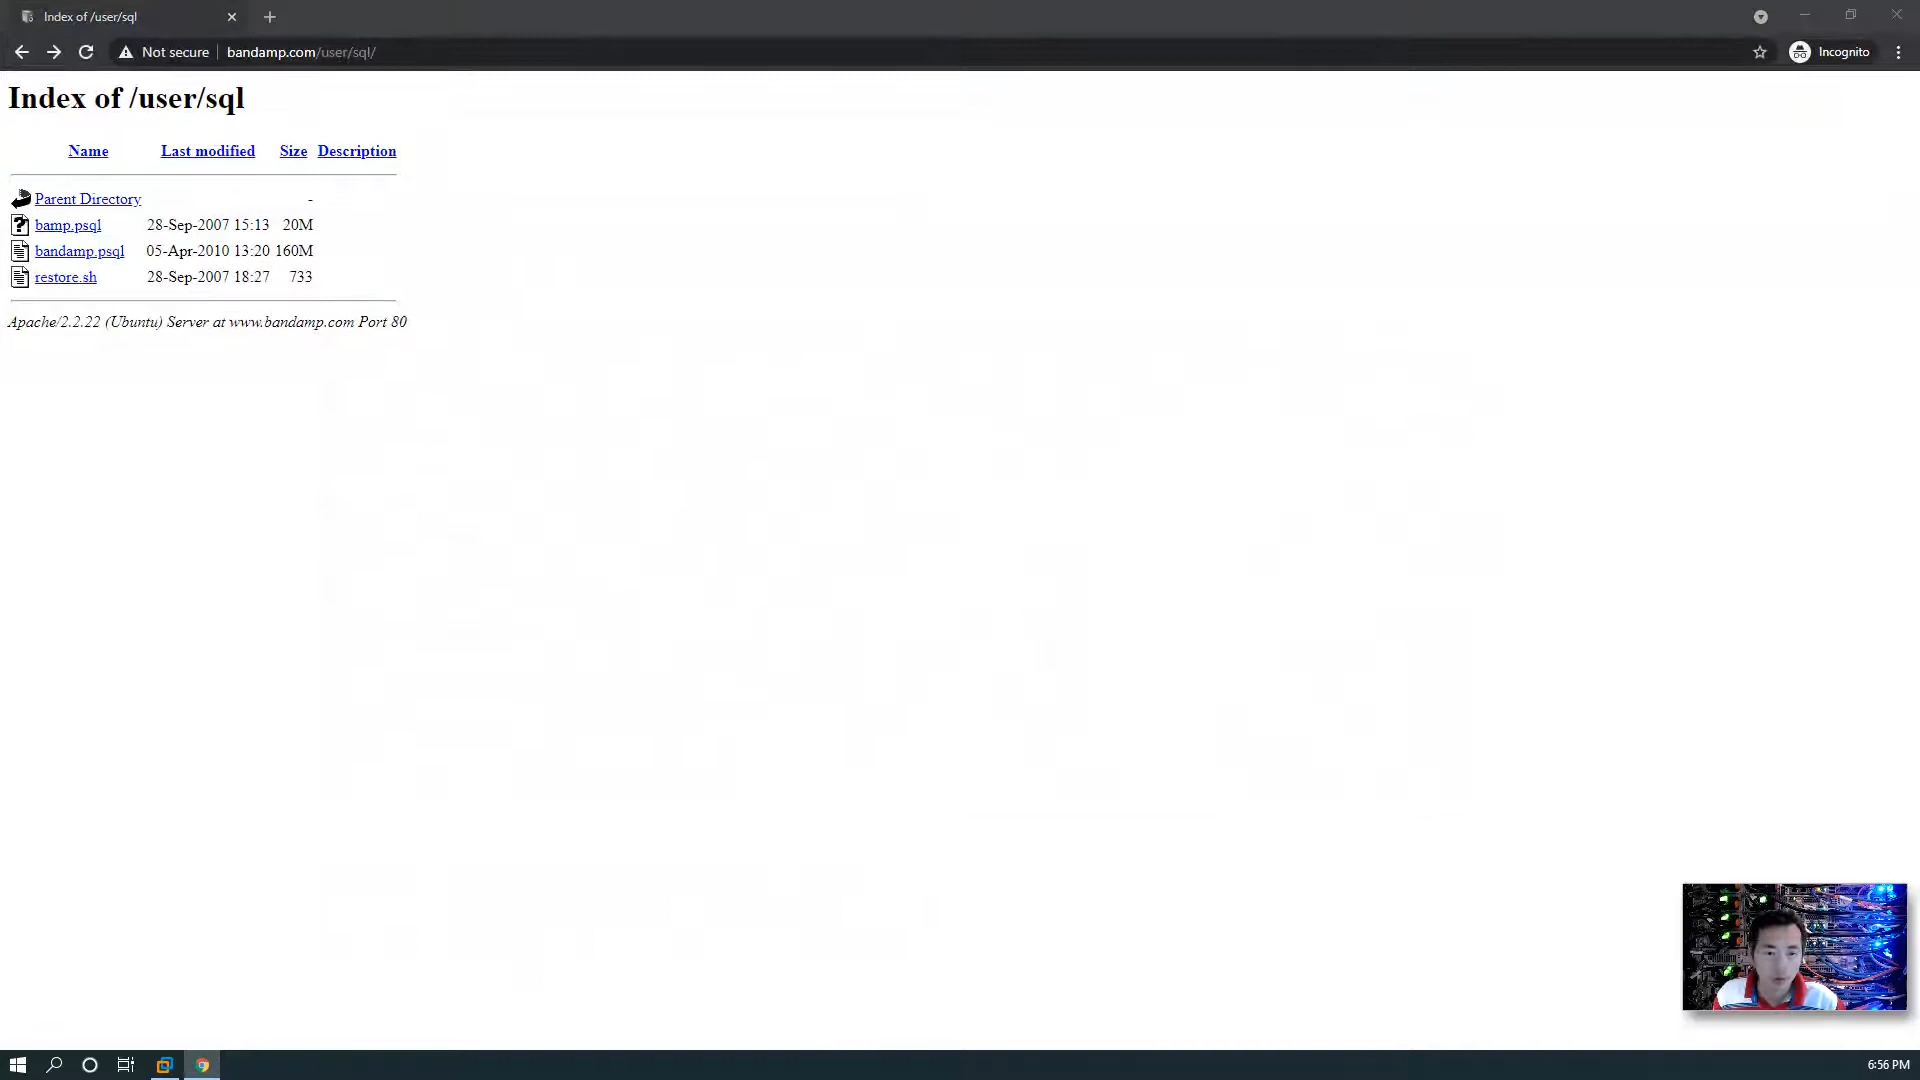 Index of /user/sql
Not secure bandamp.com/user/sql/
Incognito
Index of /user/sql
Name Last modified Size Description
Parent Directory -
bamp.psql 28-Sep-2007 15:13 20M
bandamp.psql 05-Apr-2010 13:20 160M
restore.sh 28-Sep-2007 18:27 733
Apache/2.2.22 (Ubuntu) Server at www.bandamp.com Port 80
6:56 PM